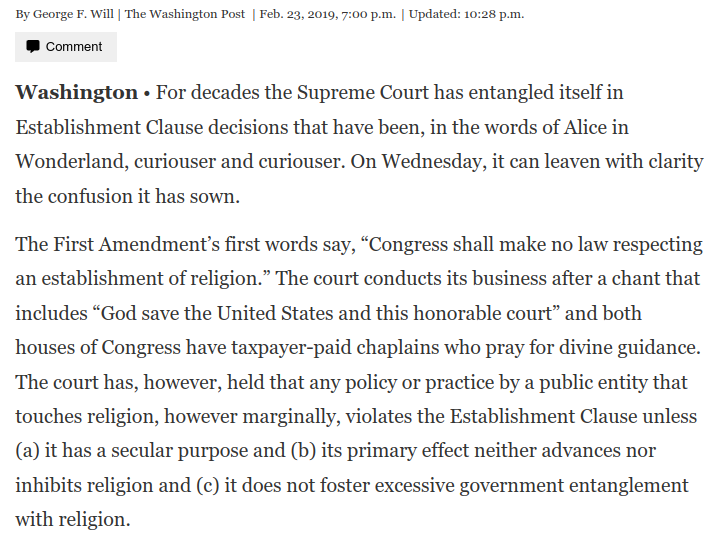 By George F. Will | The Washington Post | Feb. 23, 2019, 7:00 p.m. | Updated: 10:28 p.m.
Comment
Washington • For decades the Supreme Court has entangled itself in
Establishment Clause decisions that have been, in the words of Alice in
Wonderland, curiouser and curiouser. On Wednesday, it can leaven with clarity
the confusion it has sown.
The First Amendment’s first words say, “Congress shall make no law respecting
an establishment of religion.” The court conducts its business after a chant that
includes “God save the United States and this honorable court” and both
houses of Congress have taxpayer-paid chaplains who pray for divine guidance.
The court has, however, held that any policy or practice by a public entity that
touches religion, however marginally, violates the Establishment Clause unless
(a) it has a secular purpose and (b) its primary effect neither advances nor
inhibits religion and (c) it does not foster excessive government entanglement
with religion.